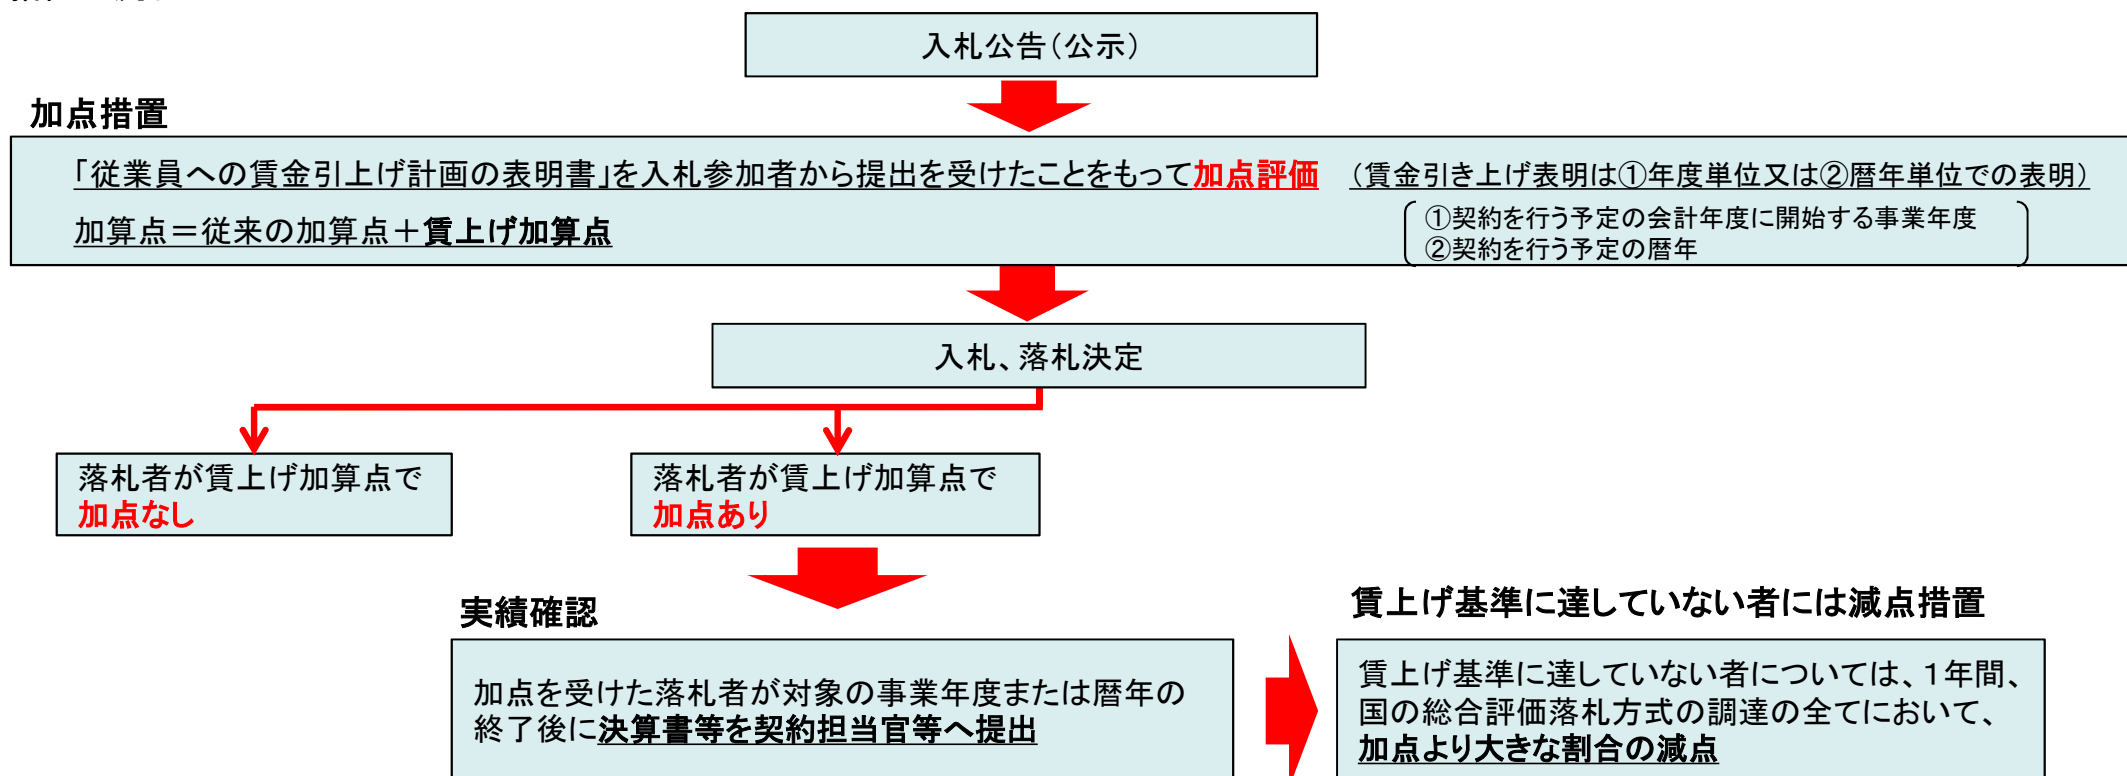 入札公告（公示）
加点措置
「従業員への賃金引上げ計画の表明書」を入札参加者から提出を受けたことをもって加点評価　（賃金引き上げ表明は①年度単位又は②暦年単位での表明）
加算点＝従来の加算点＋賃上げ加算点
①契約を行う予定の会計年度に開始する事業年度
②契約を行う予定の暦年
入札、落札決定
落札者が賃上げ加算点で
加点なし
落札者が賃上げ加算点で
加点あり
実績確認
加点を受けた落札者が対象の事業年度または暦年の
終了後に決算書等を契約担当官等へ提出
賃上げ基準に達していない者には減点措置
賃上げ基準に達していない者については、１年間、
国の総合評価落札方式の調達の全てにおいて、
加点より大きな割合の減点